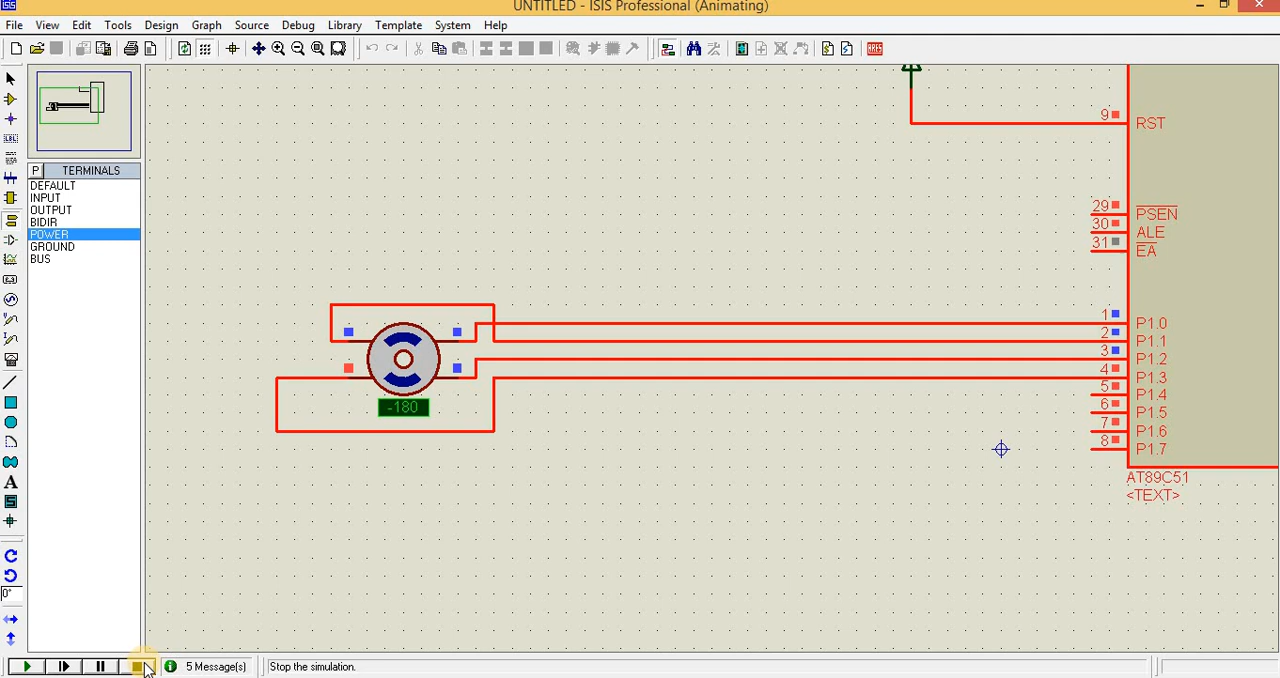 UNTITLED - ISIS Professional (Animating)
File View Edit Tools Design Graph Source Debug Library Template System Help
P TERMINALS
DEFAULT
INPUT
OUTPUT
BIDIR
POWER
GROUND
BUS
9 RST
29 PSEN
30 ALE
31 EA
1 P1.0
2 P1.1
3 P1.2
4 P1.3
5 P1.4
6 P1.5
7 P1.6
8 P1.7
-180
AT89C51
<TEXT>
0°
5 Message(s) Stop the simulation.